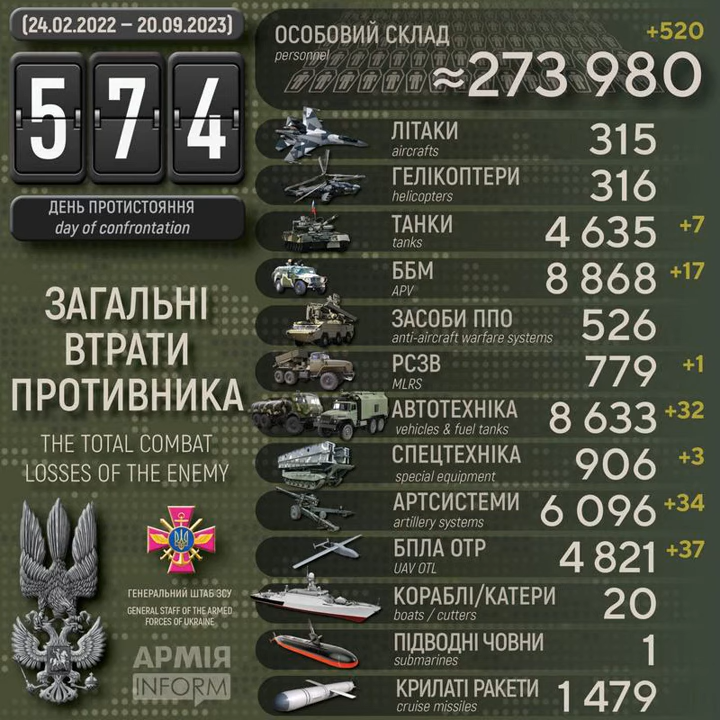 (24.02.2022 – 20.09.2023)
574
ДЕНЬ ПРОТИСТОЯННЯ
day of confrontation
ЗАГАЛЬНІ
ВТРАТИ
ПРОТИВНИКА
THE TOTAL COMBAT
LOSSES OF THE ENEMY
ГЕНЕРАЛЬНИЙ ШТАБ ЗСУ
GENERAL STAFF OF THE ARMED
FORCES OF UKRAINE
АРМІЯ
INFORM
ОСОБОВИЙ СКЛАД +520
personnel
≈273 980
ЛІТАКИ 315
aircrafts
ГЕЛІКОПТЕРИ 316
helicopters
ТАНКИ 4 635 +7
tanks
ББМ 8 868 +17
APV
ЗАСОБИ ППО 526
anti-aircraft warfare systems
РСЗВ 779 +1
MLRS
АВТОТЕХНІКА 8 633 +32
vehicles & fuel tanks
СПЕЦТЕХНІКА 906 +3
special equipment
АРТСИСТЕМИ 6 096 +34
artillery systems
БПЛА ОТР 4 821 +37
UAV OTL
КОРАБЛІ/КАТЕРИ 20
boats / cutters
ПІДВОДНІ ЧОВНИ 1
submarines
КРИЛАТІ РАКЕТИ 1 479
cruise missiles